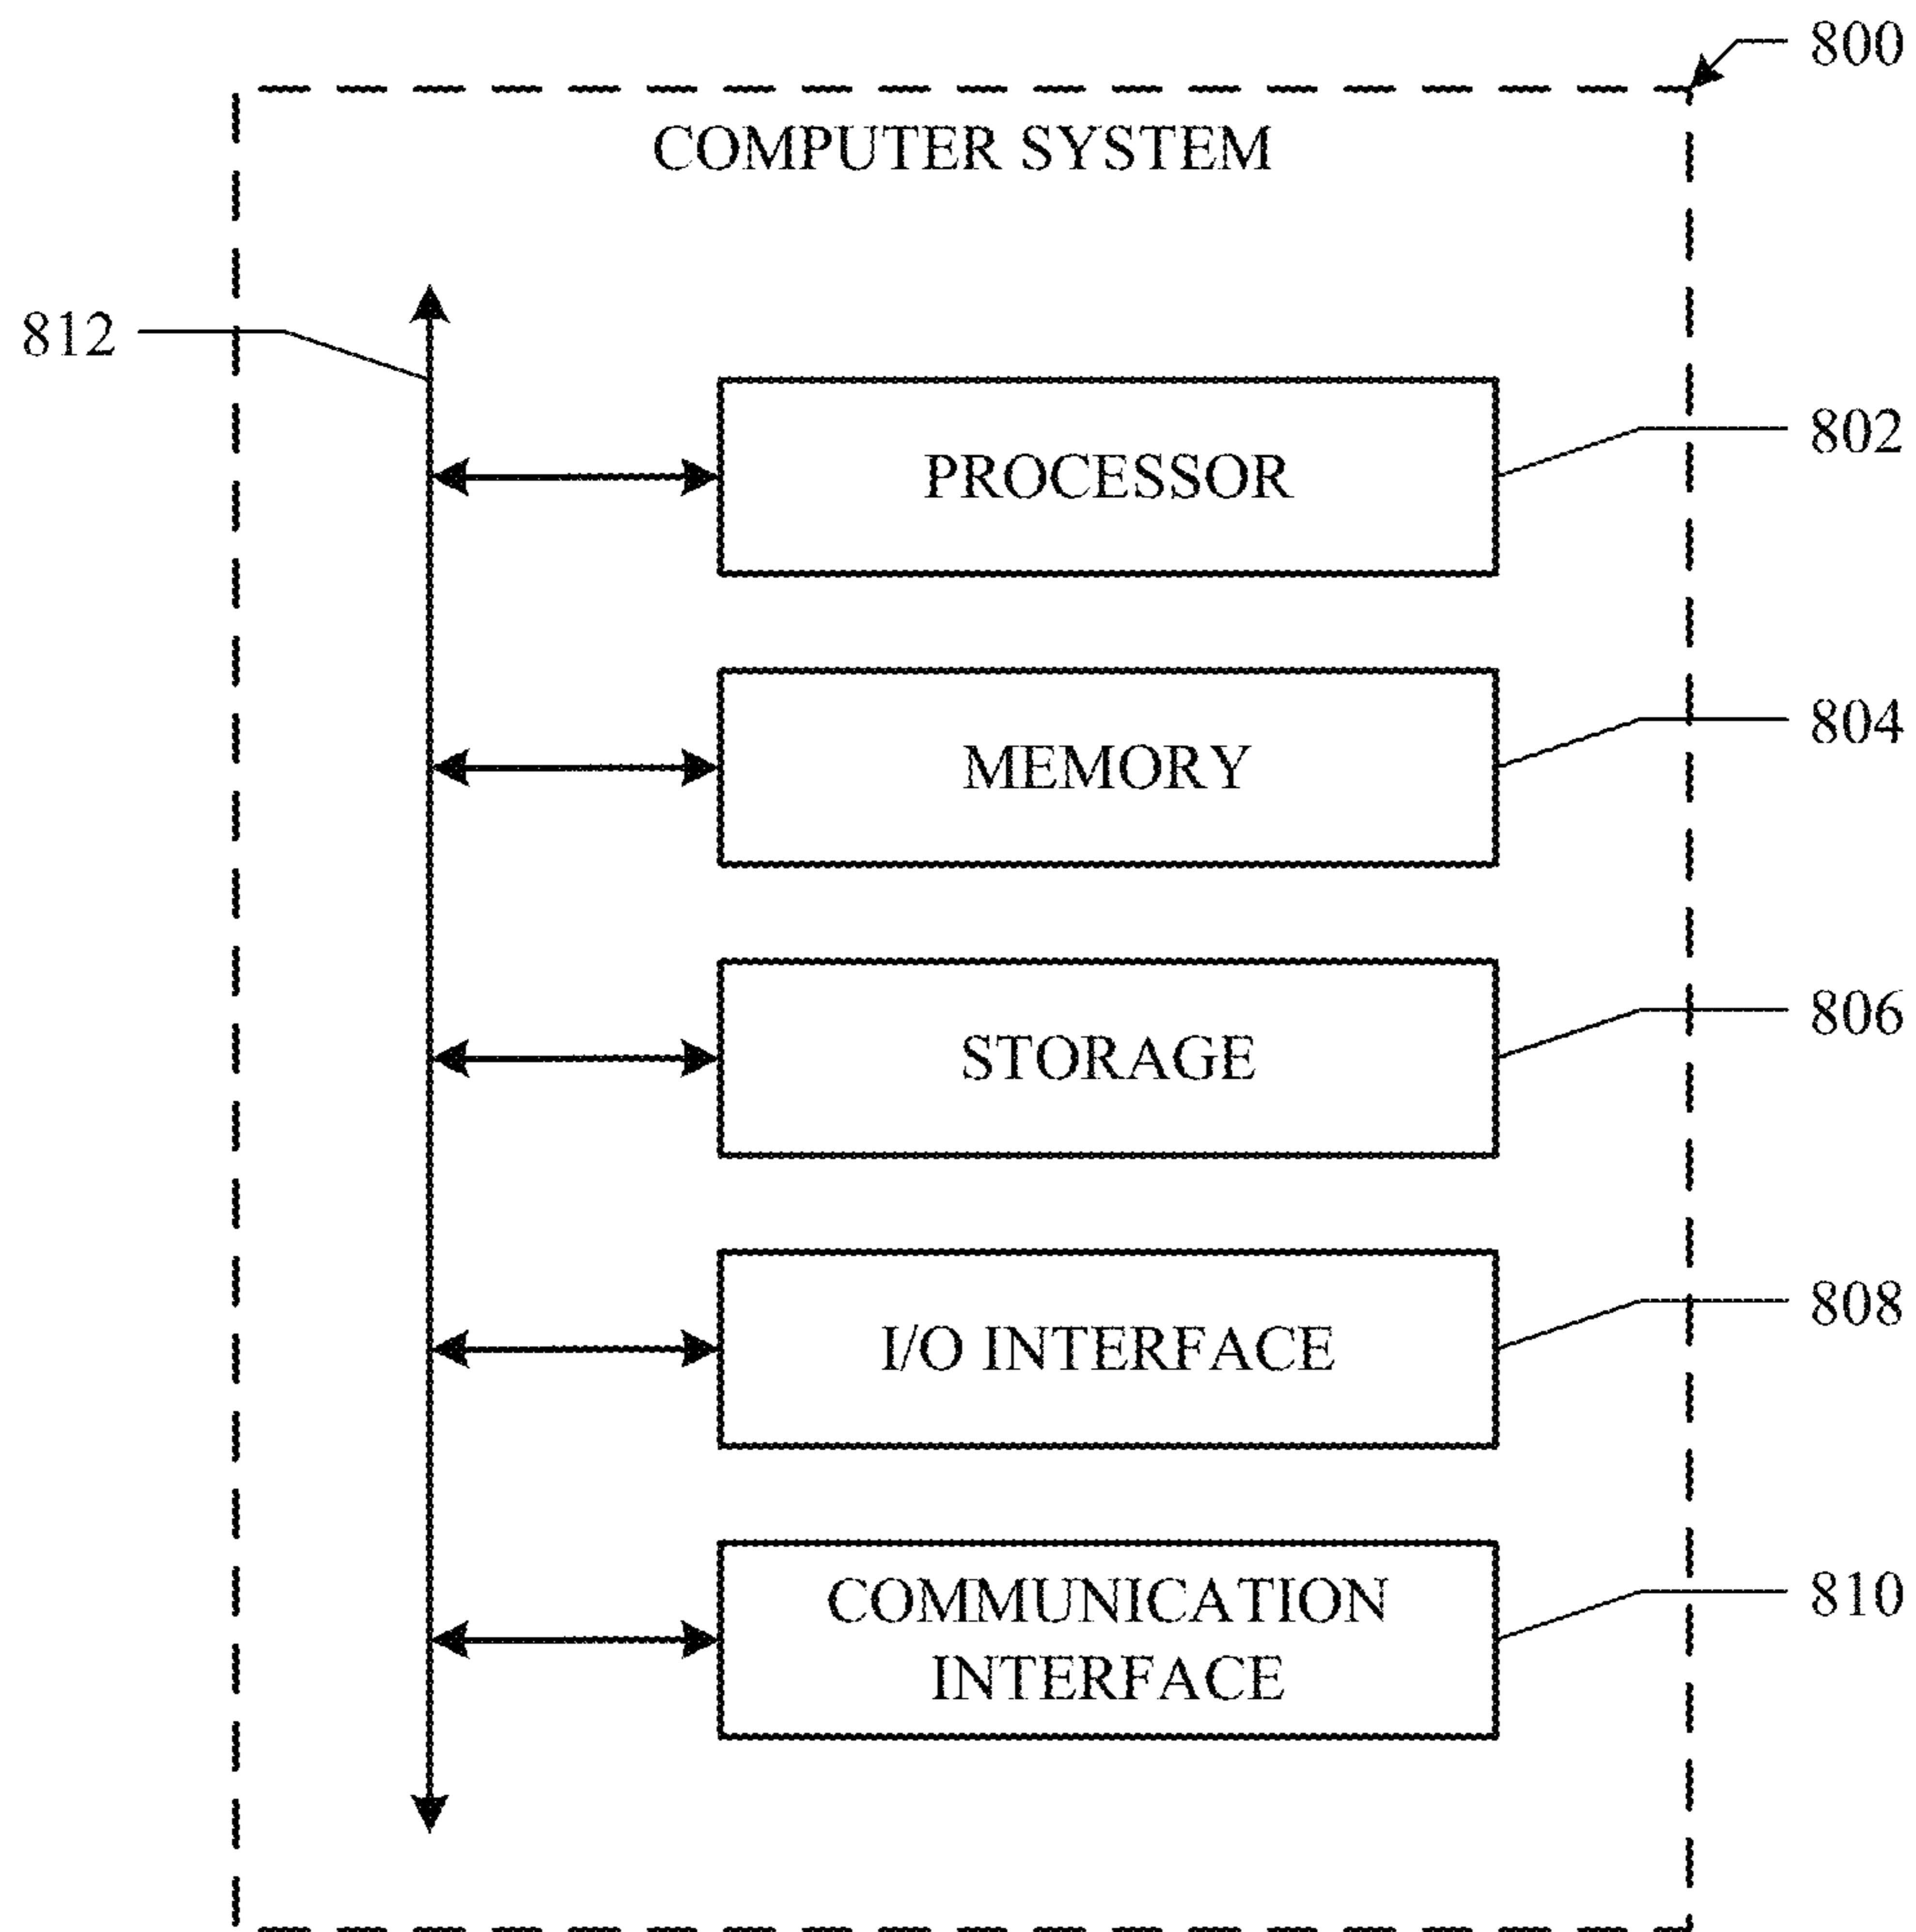 800
COMPUTER SYSTEM
812
PROCESSOR
802
MEMORY
804
STORAGE
806
I/O INTERFACE
808
COMMUNICATION
INTERFACE
810